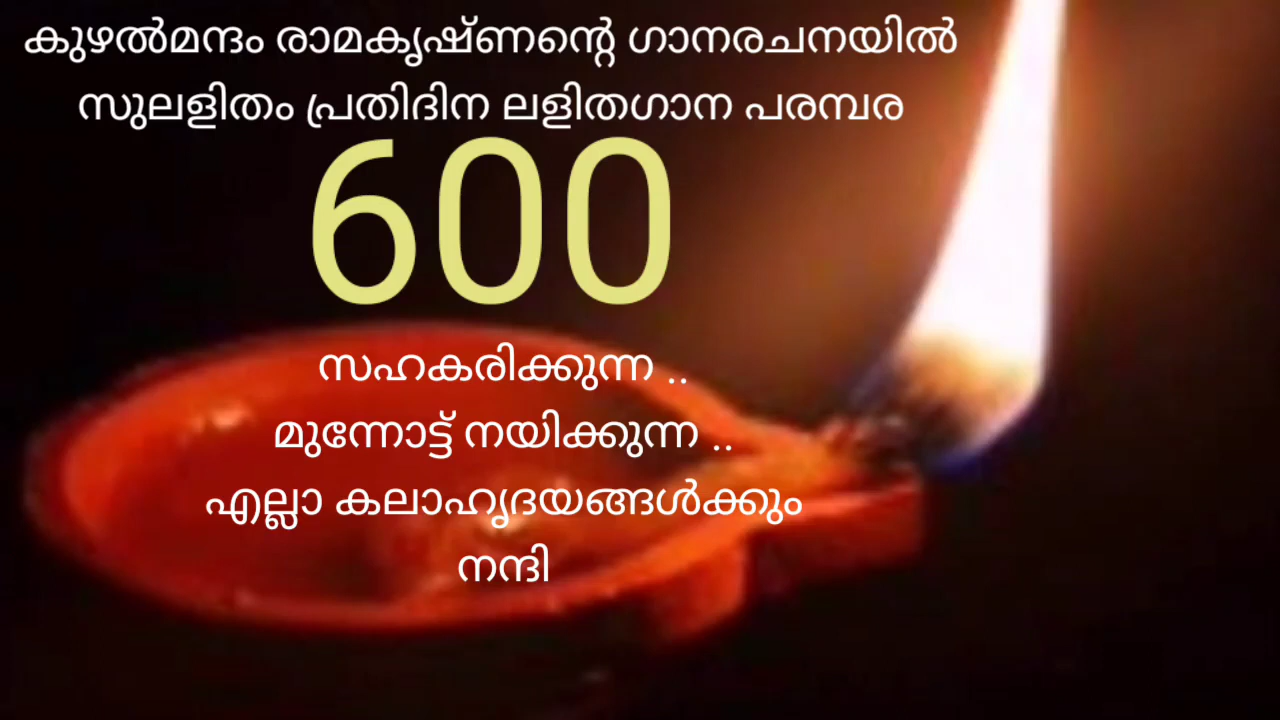 കുഴൽമന്ദം രാമകൃഷ്ണന്റെ ഗാനരചനയിൽ
സുലളിതം പ്രതിദിന ലളിതഗാന പരമ്പര
600
സഹകരിക്കുന്ന ..
മുന്നോട്ട് നയിക്കുന്ന ..
എല്ലാ കലാഹൃദയങ്ങൾക്കും
നന്ദി